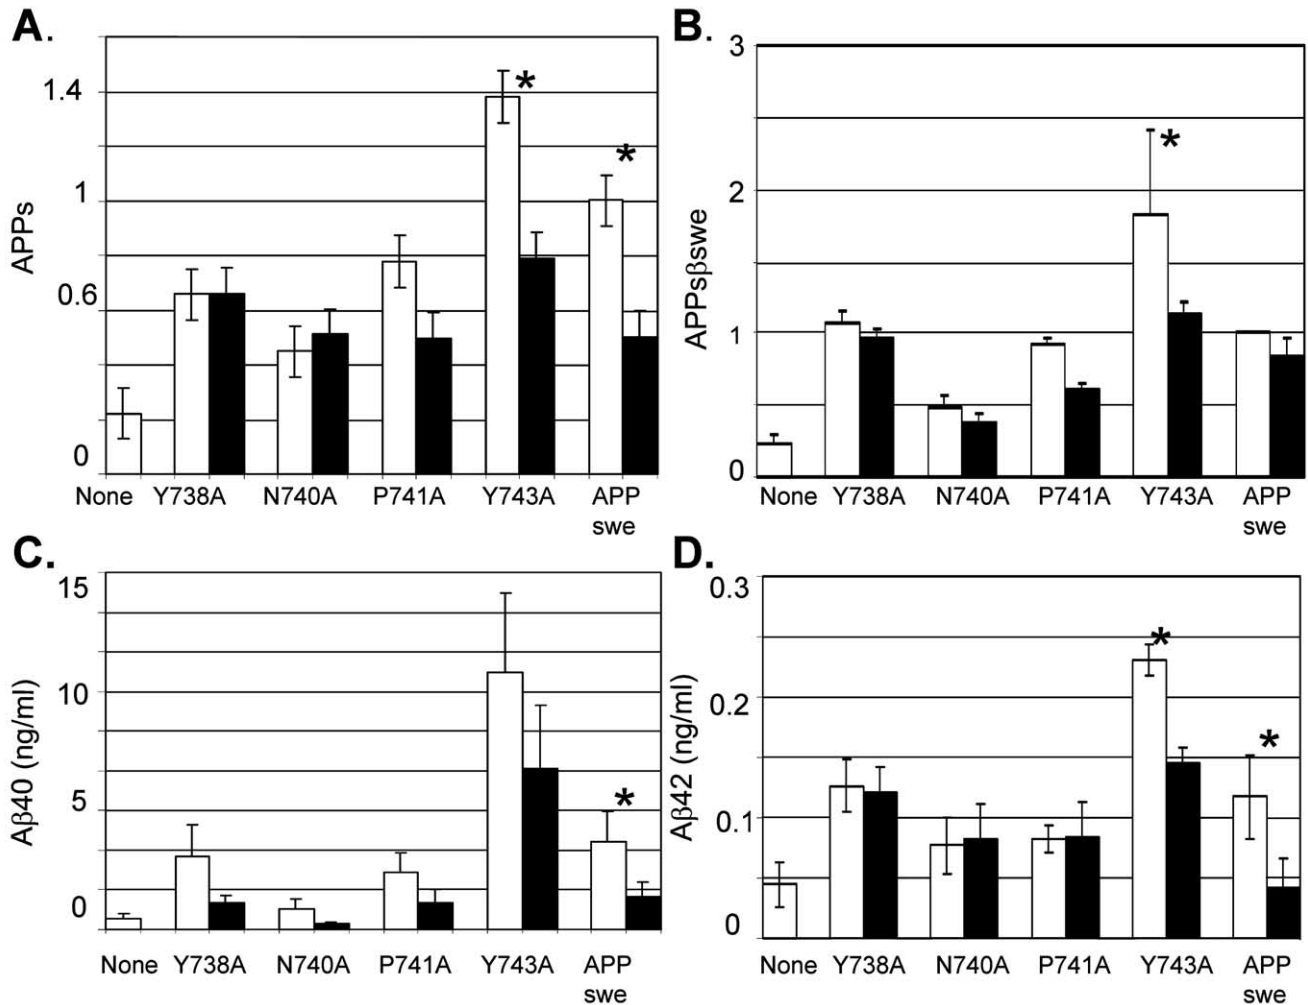 A.
APPs
1.4
1
0.6
0
None Y738A N740A P741A Y743A APP
swe
*
*
B.
APPsβswe
3
2
1
0
None Y738A N740A P741A Y743A APP
swe
*
C.
Aβ40 (ng/ml)
15
10
5
0
None Y738A N740A P741A Y743A APP
swe
*
D.
Aβ42 (ng/ml)
0.3
0.2
0.1
0
None Y738A N740A P741A Y743A APP
swe
*
*